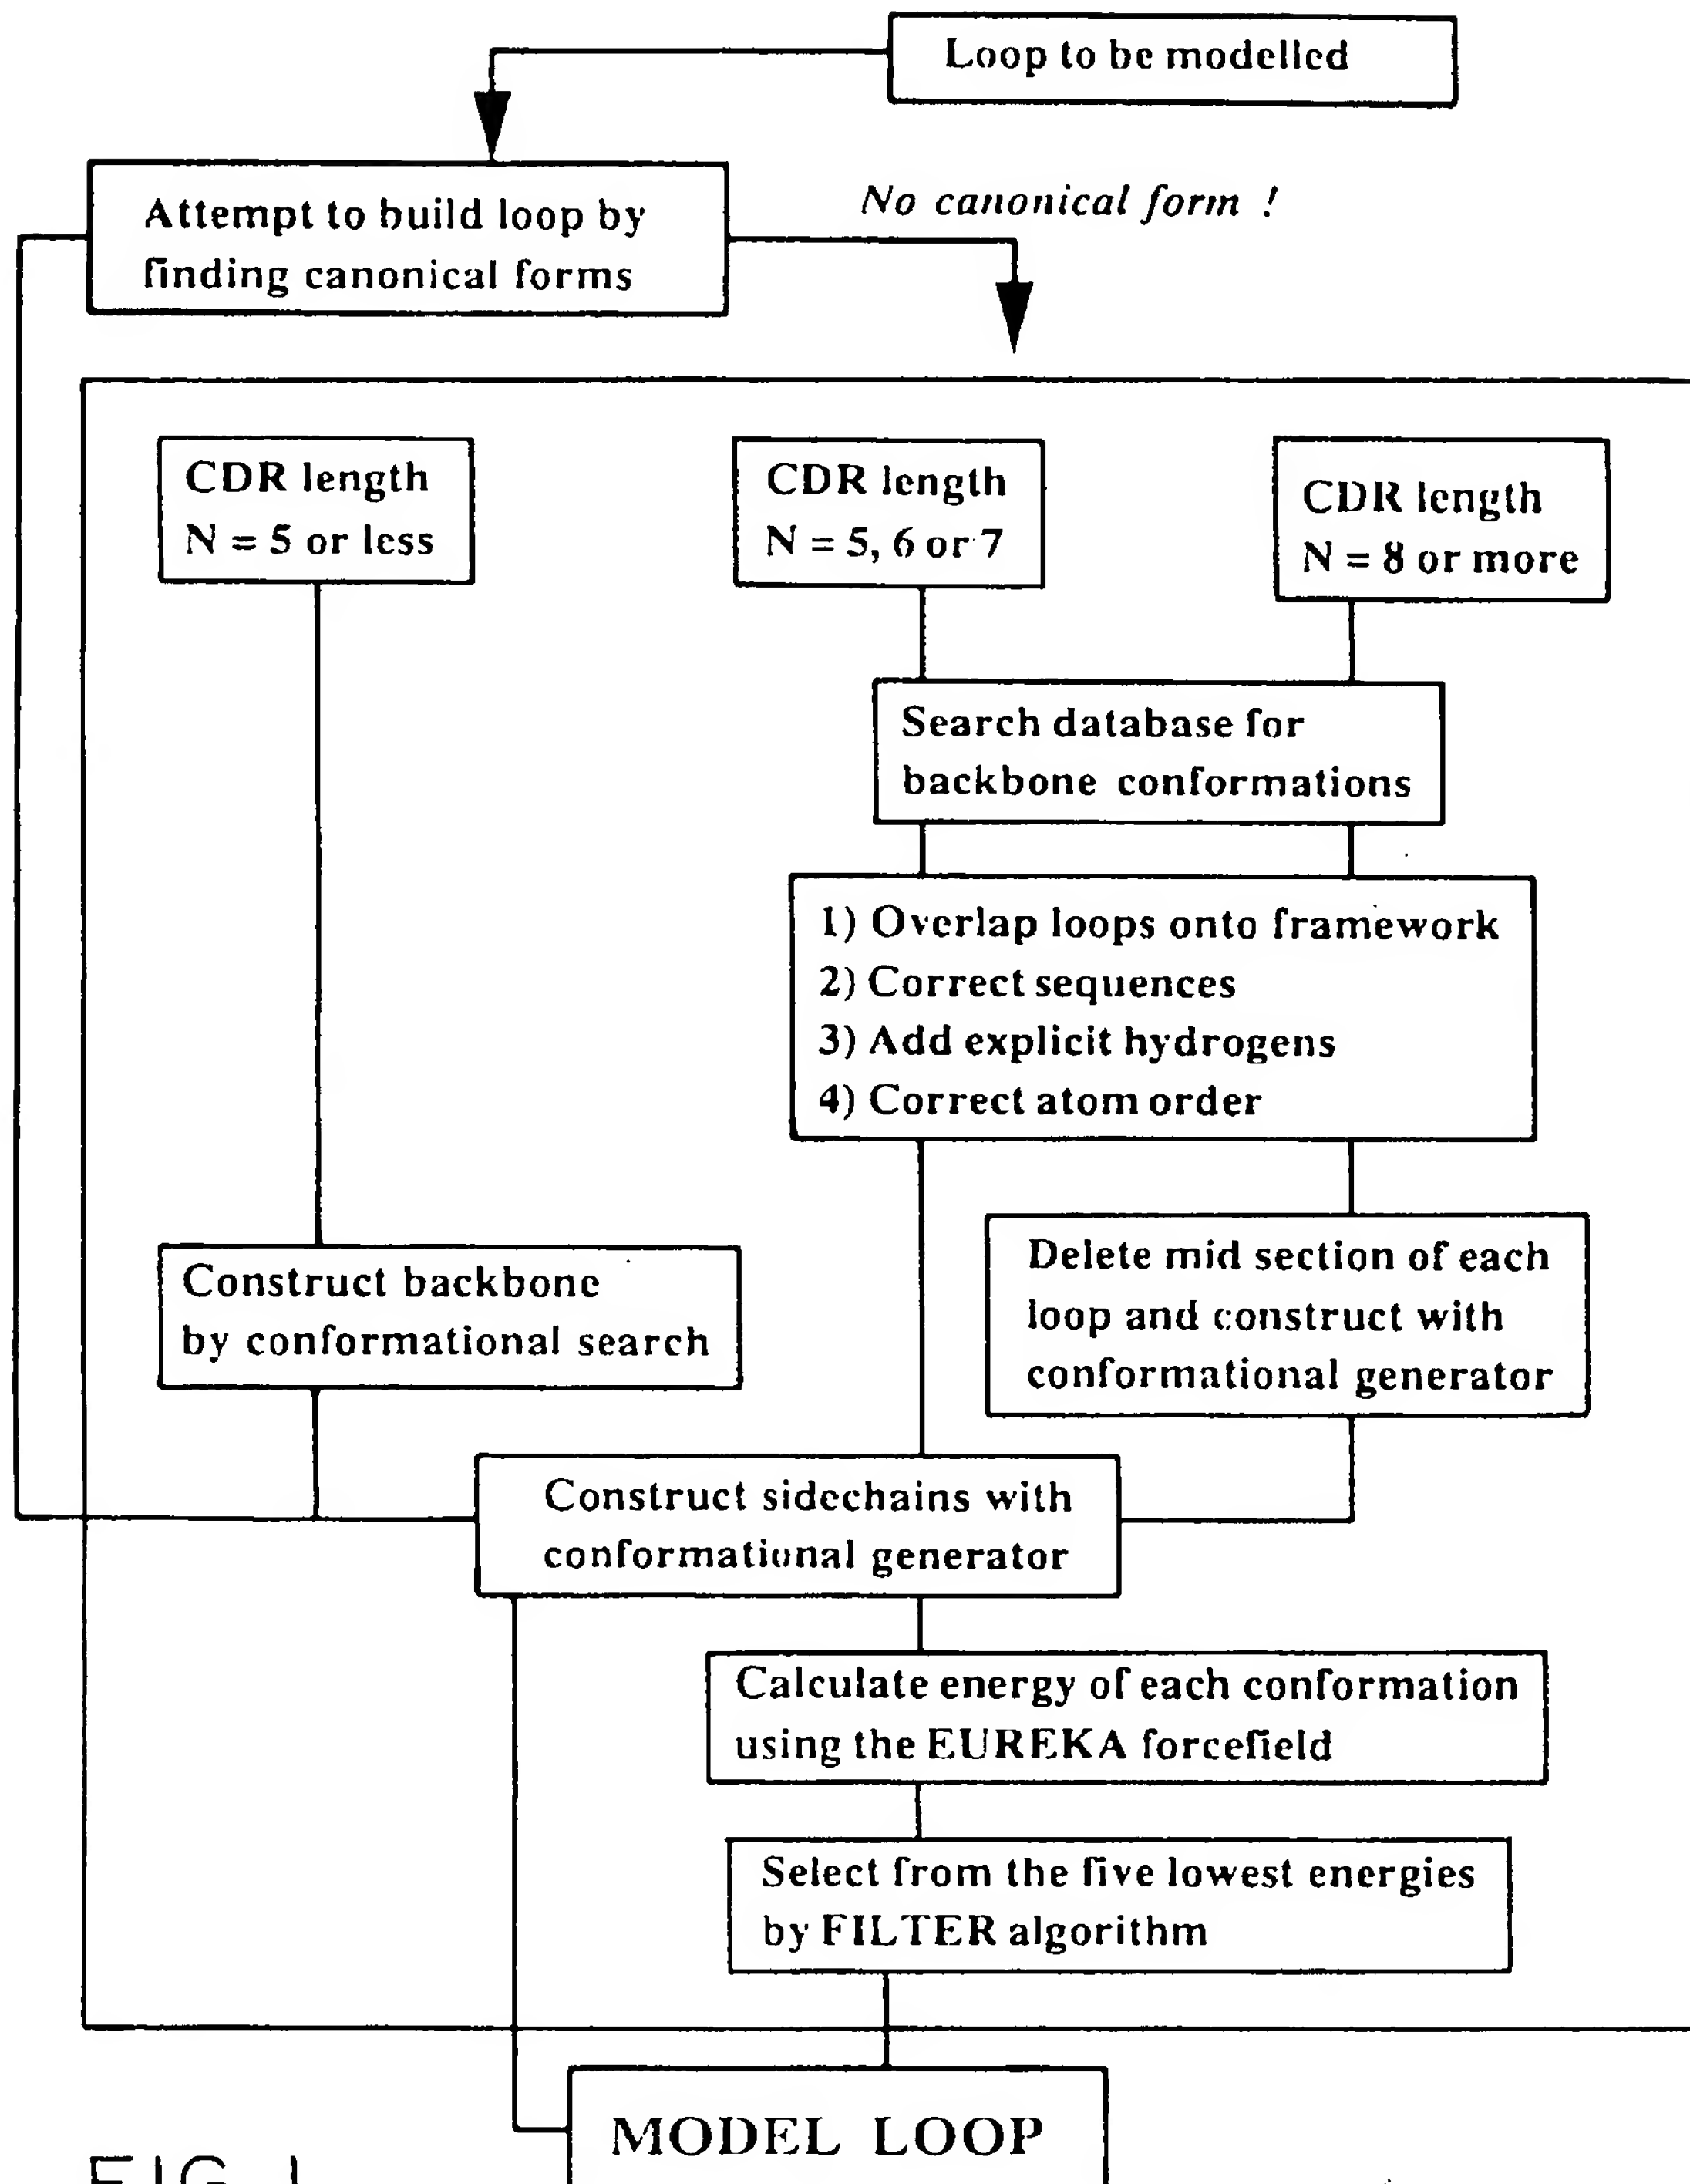 Loop to be modelled
Attempt to build loop by
finding canonical forms
No canonical form !
CDR length
N = 5 or less
CDR length
N = 5, 6 or 7
CDR length
N = 8 or more
Search database for
backbone conformations
1) Overlap loops onto framework
2) Correct sequences
3) Add explicit hydrogens
4) Correct atom order
Construct backbone
by conformational search
Delete mid section of each
loop and construct with
conformational generator
Construct sidechains with
conformational generator
Calculate energy of each conformation
using the EUREKA forcefield
Select from the five lowest energies
by FILTER algorithm
MODEL LOOP
FIG. 1